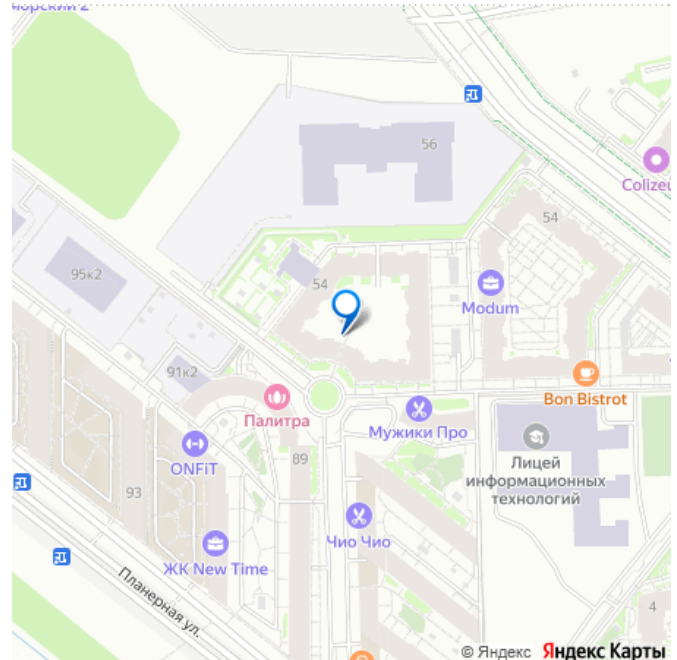 56
Colizeu
54
95к2
54
Modum
91к2
Bon Bistrot
Палитра
Мужики Про
89
Лицей
информационных
технологий
ONFiT
93
Чио Чио
ЖК New Time
Планерная ул.
4
© Яндекс Яндекс Карты